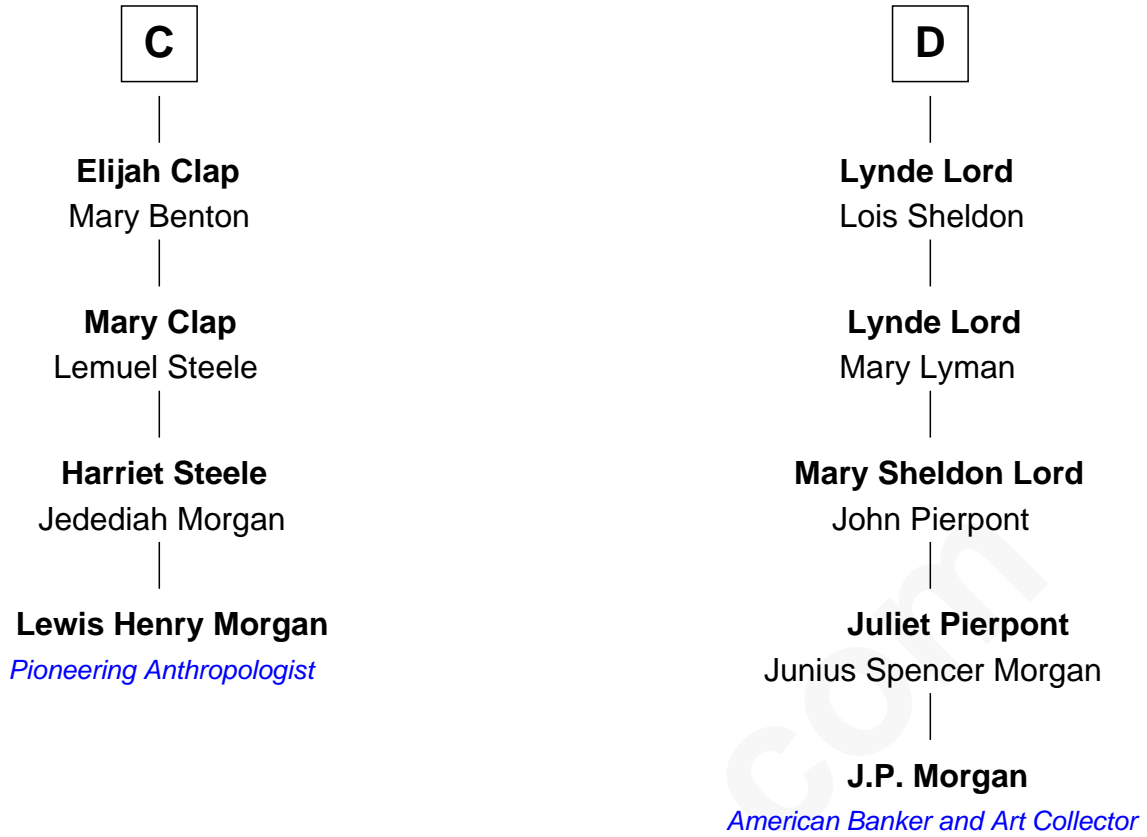 C
Elijah Clap
Mary Benton
Mary Clap
Lemuel Steele
Harriet Steele
Jedediah Morgan
Lewis Henry Morgan
Pioneering Anthropologist
D
Lynde Lord
Lois Sheldon
Lynde Lord
Mary Lyman
Mary Sheldon Lord
John Pierpont
Juliet Pierpont
Junius Spencer Morgan
J.P. Morgan
American Banker and Art Collector
com